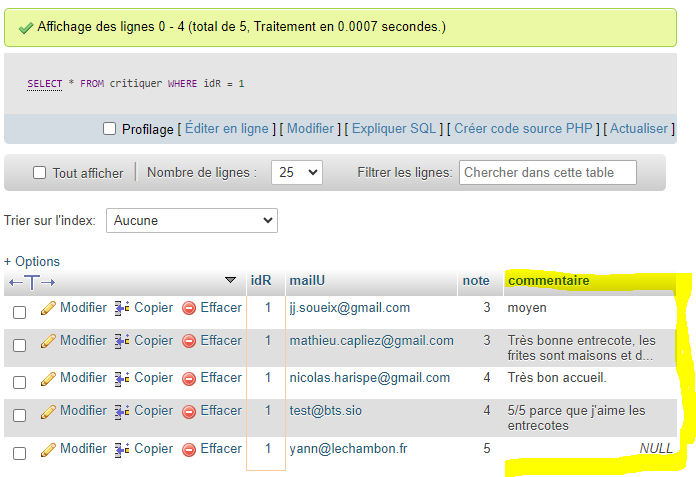 Affichage des lignes 0 - 4 (total de 5, Traitement en 0.0007 secondes.)
SELECT * FROM critiquer WHERE idR = 1
Profilage [ Éditer en ligne ] [ Modifier ] [ Expliquer SQL ] [ Créer code source PHP ] [ Actualiser ]
Tout afficher Nombre de lignes : 25 Filtrer les lignes: Chercher dans cette table
Trier sur l'index: Aucune
+ Options
idR mailU note commentaire
Modifier Copier Effacer 1 jj.soueix@gmail.com 3 moyen
Modifier Copier Effacer 1 mathieu.capliez@gmail.com 3 Très bonne entrecote, les
frites sont maisons et d...
Modifier Copier Effacer 1 nicolas.harispe@gmail.com 4 Très bon accueil.
Modifier Copier Effacer 1 test@bts.sio 4 5/5 parce que j'aime les
entrecotes
Modifier Copier Effacer 1 yann@lechambon.fr 5 NULL